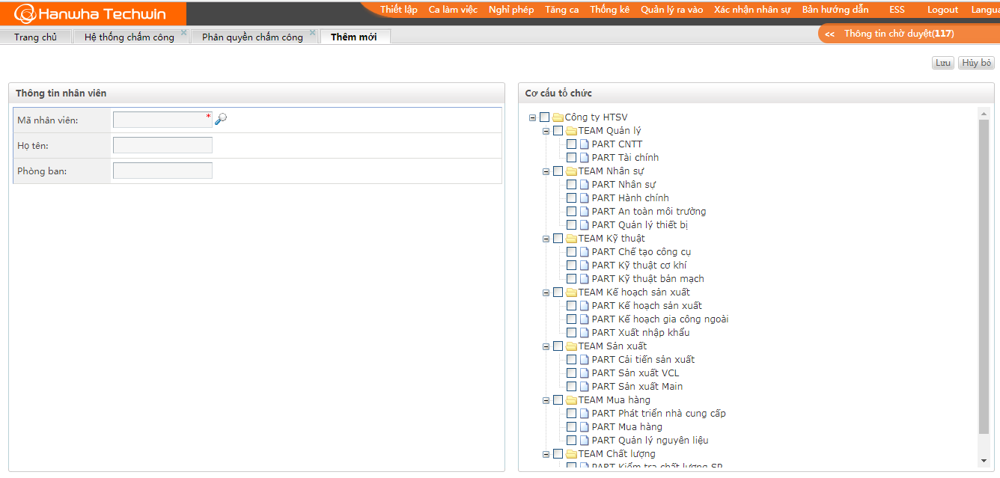 Hanwha Techwin
Thiết lập Ca làm việc Nghỉ phép Tăng ca Thống kê Quản lý ra vào Xác nhận nhân sự Bản hướng dẫn ESS Logout Langua
Trang chủ Hệ thống chấm công Phân quyền chấm công Thêm mới
<< Thông tin chờ duyệt(117)
Lưu Hủy bỏ
Thông tin nhân viên
Mã nhân viên: *
Họ tên:
Phòng ban:
Cơ cấu tổ chức
Công ty HTSV
TEAM Quản lý
PART CNTT
PART Tài chính
TEAM Nhân sự
PART Nhân sự
PART Hành chính
PART An toàn môi trường
PART Quản lý thiết bị
TEAM Kỹ thuật
PART Chế tạo công cụ
PART Kỹ thuật cơ khí
PART Kỹ thuật bản mạch
TEAM Kế hoạch sản xuất
PART Kế hoạch sản xuất
PART Kế hoạch gia công ngoài
PART Xuất nhập khẩu
TEAM Sản xuất
PART Cải tiến sản xuất
PART Sản xuất VCL
PART Sản xuất Main
TEAM Mua hàng
PART Phát triển nhà cung cấp
PART Mua hàng
PART Quản lý nguyên liệu
TEAM Chất lượng
PART Kiểm tra chất lượng SP